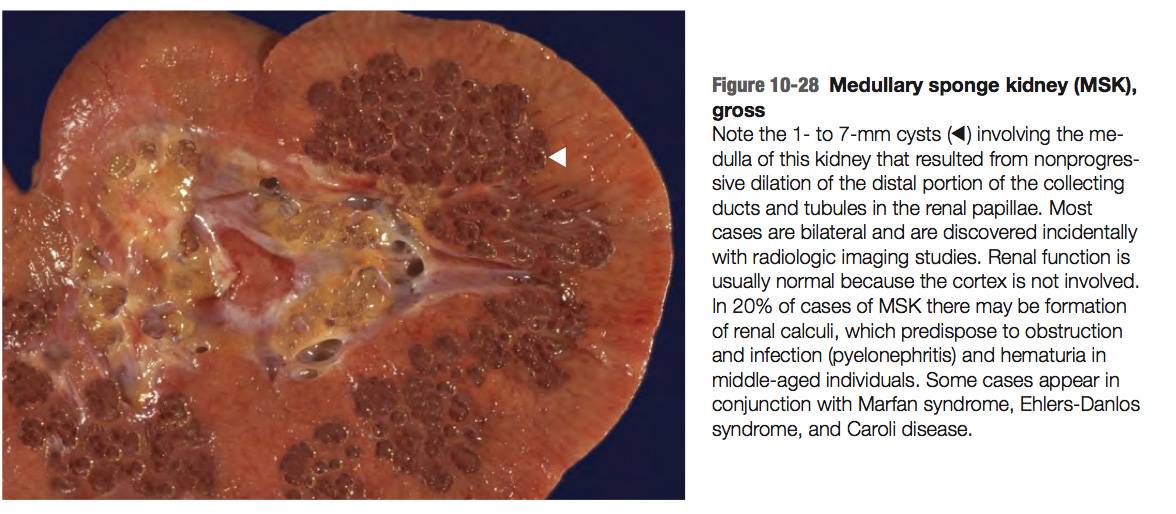 Figure 10-28 Medullary sponge kidney (MSK),
gross
Note the 1- to 7-mm cysts (◀) involving the me-
dulla of this kidney that resulted from nonprogres-
sive dilation of the distal portion of the collecting
ducts and tubules in the renal papillae. Most
cases are bilateral and are discovered incidentally
with radiologic imaging studies. Renal function is
usually normal because the cortex is not involved.
In 20% of cases of MSK there may be formation
of renal calculi, which predispose to obstruction
and infection (pyelonephritis) and hematuria in
middle-aged individuals. Some cases appear in
conjunction with Marfan syndrome, Ehlers-Danlos
syndrome, and Caroli disease.